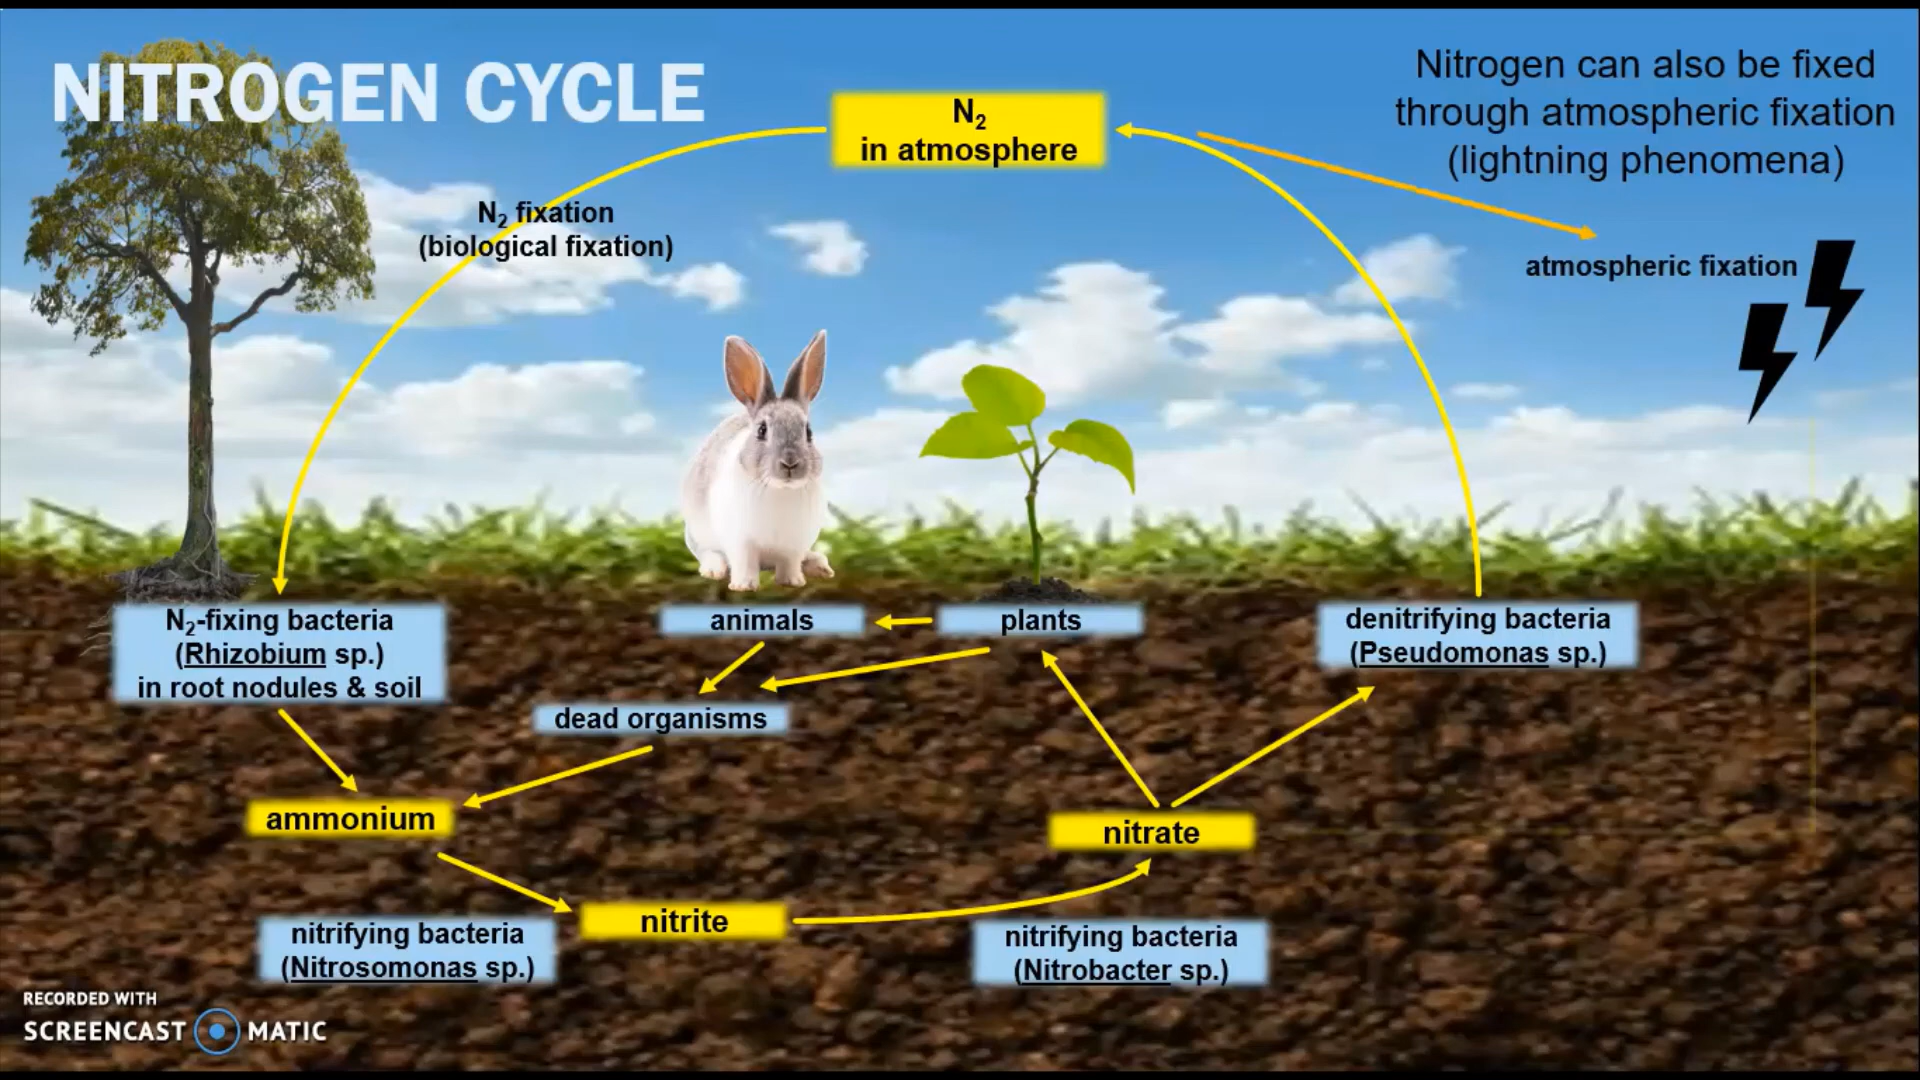 NITROGEN CYCLE
N₂
in atmosphere
Nitrogen can also be fixed
through atmospheric fixation
(lightning phenomena)
N₂ fixation
(biological fixation)
atmospheric fixation
N₂-fixing bacteria
(Rhizobium sp.)
in root nodules & soil
animals
plants
denitrifying bacteria
(Pseudomonas sp.)
dead organisms
ammonium
nitrate
nitrite
nitrifying bacteria
(Nitrosomonas sp.)
nitrifying bacteria
(Nitrobacter sp.)
RECORDED WITH
SCREENCAST MATIC